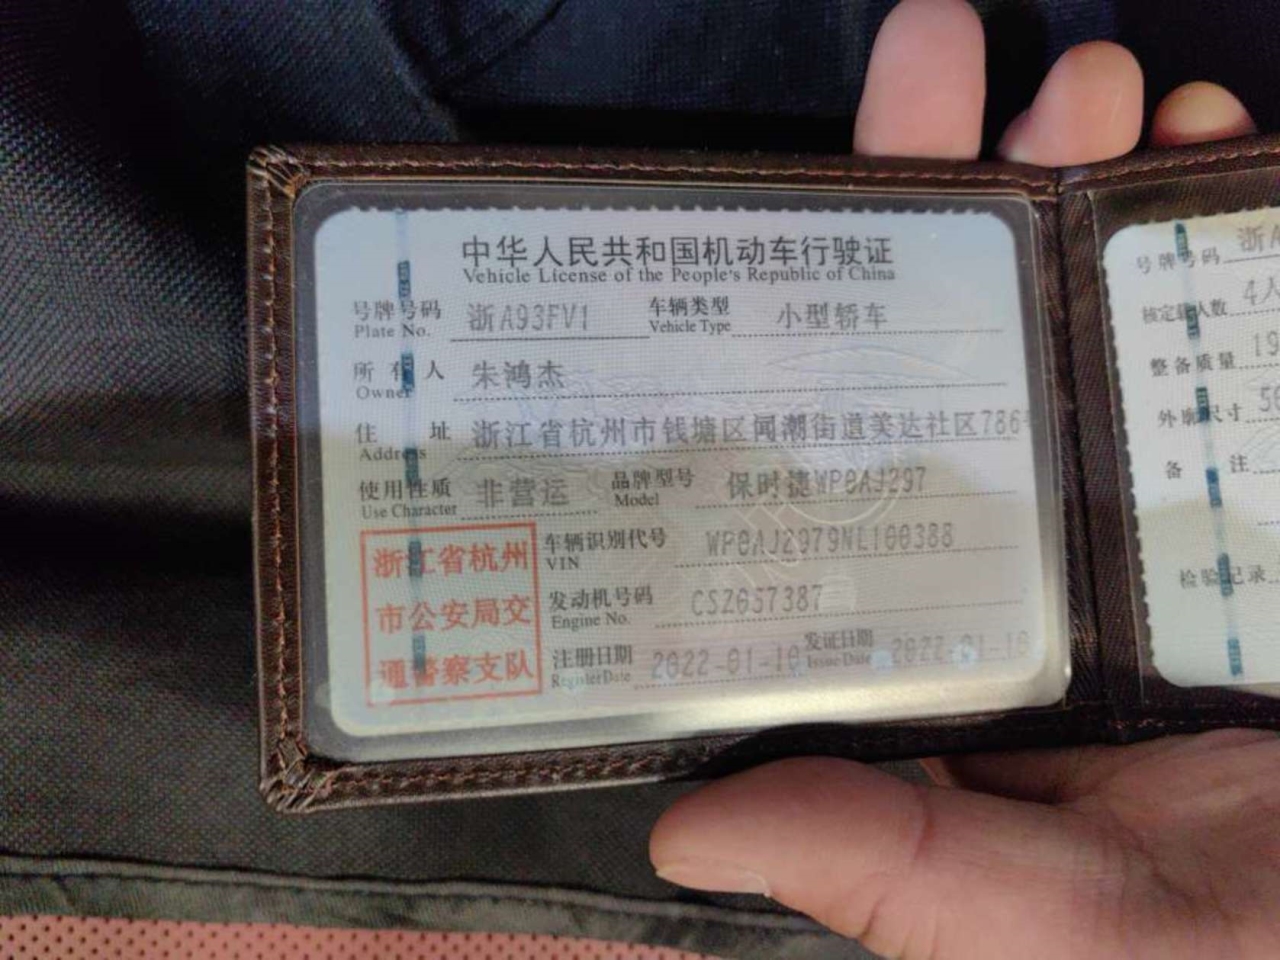 中华人民共和国机动车行驶证
Vehicle License of the People's Republic of China
号牌号码 浙A93FV1 车辆类型 小型轿车
Plate No. Vehicle Type
所有人 朱鸿杰
Owner
住址 浙江省杭州市钱塘区闻潮街道美达社区786
Address
使用性质 非营运 品牌型号 保时捷WP0AJ297
Use Character Model
浙江省杭州
市公安局交
通警察支队
车辆识别代号 WP0AJ2979NL100388
VIN
发动机号码 CSZ057387
Engine No.
注册日期 2022-01-10 发证日期 2022-01-10
Register Date Issue Date
号牌号码 浙A
核定载人数 4人
整备质量 19
外廓尺寸 50
备注
检验记录